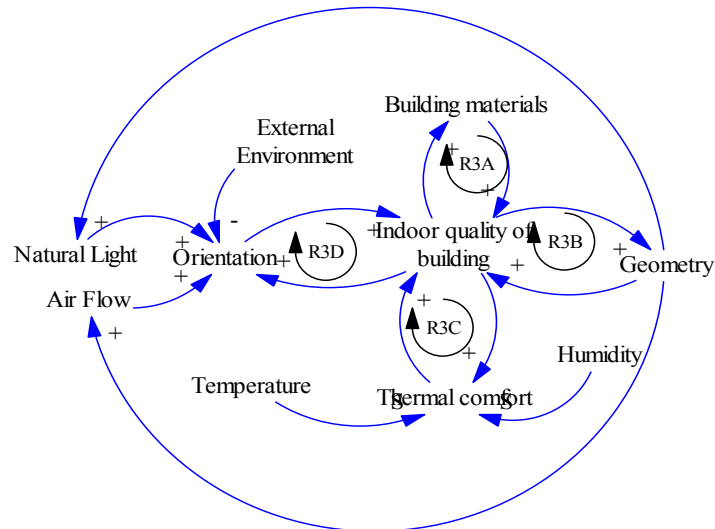 Building materials
External
Environment
+
R3A
+
+
-
+
Indoor quality of
building
+
R3B
Natural Light
+
Orientation
+
R3D
+
+
Geometry
Air Flow
+
+
+
R3C
+
Humidity
Temperature
Thermal comfort
S
S